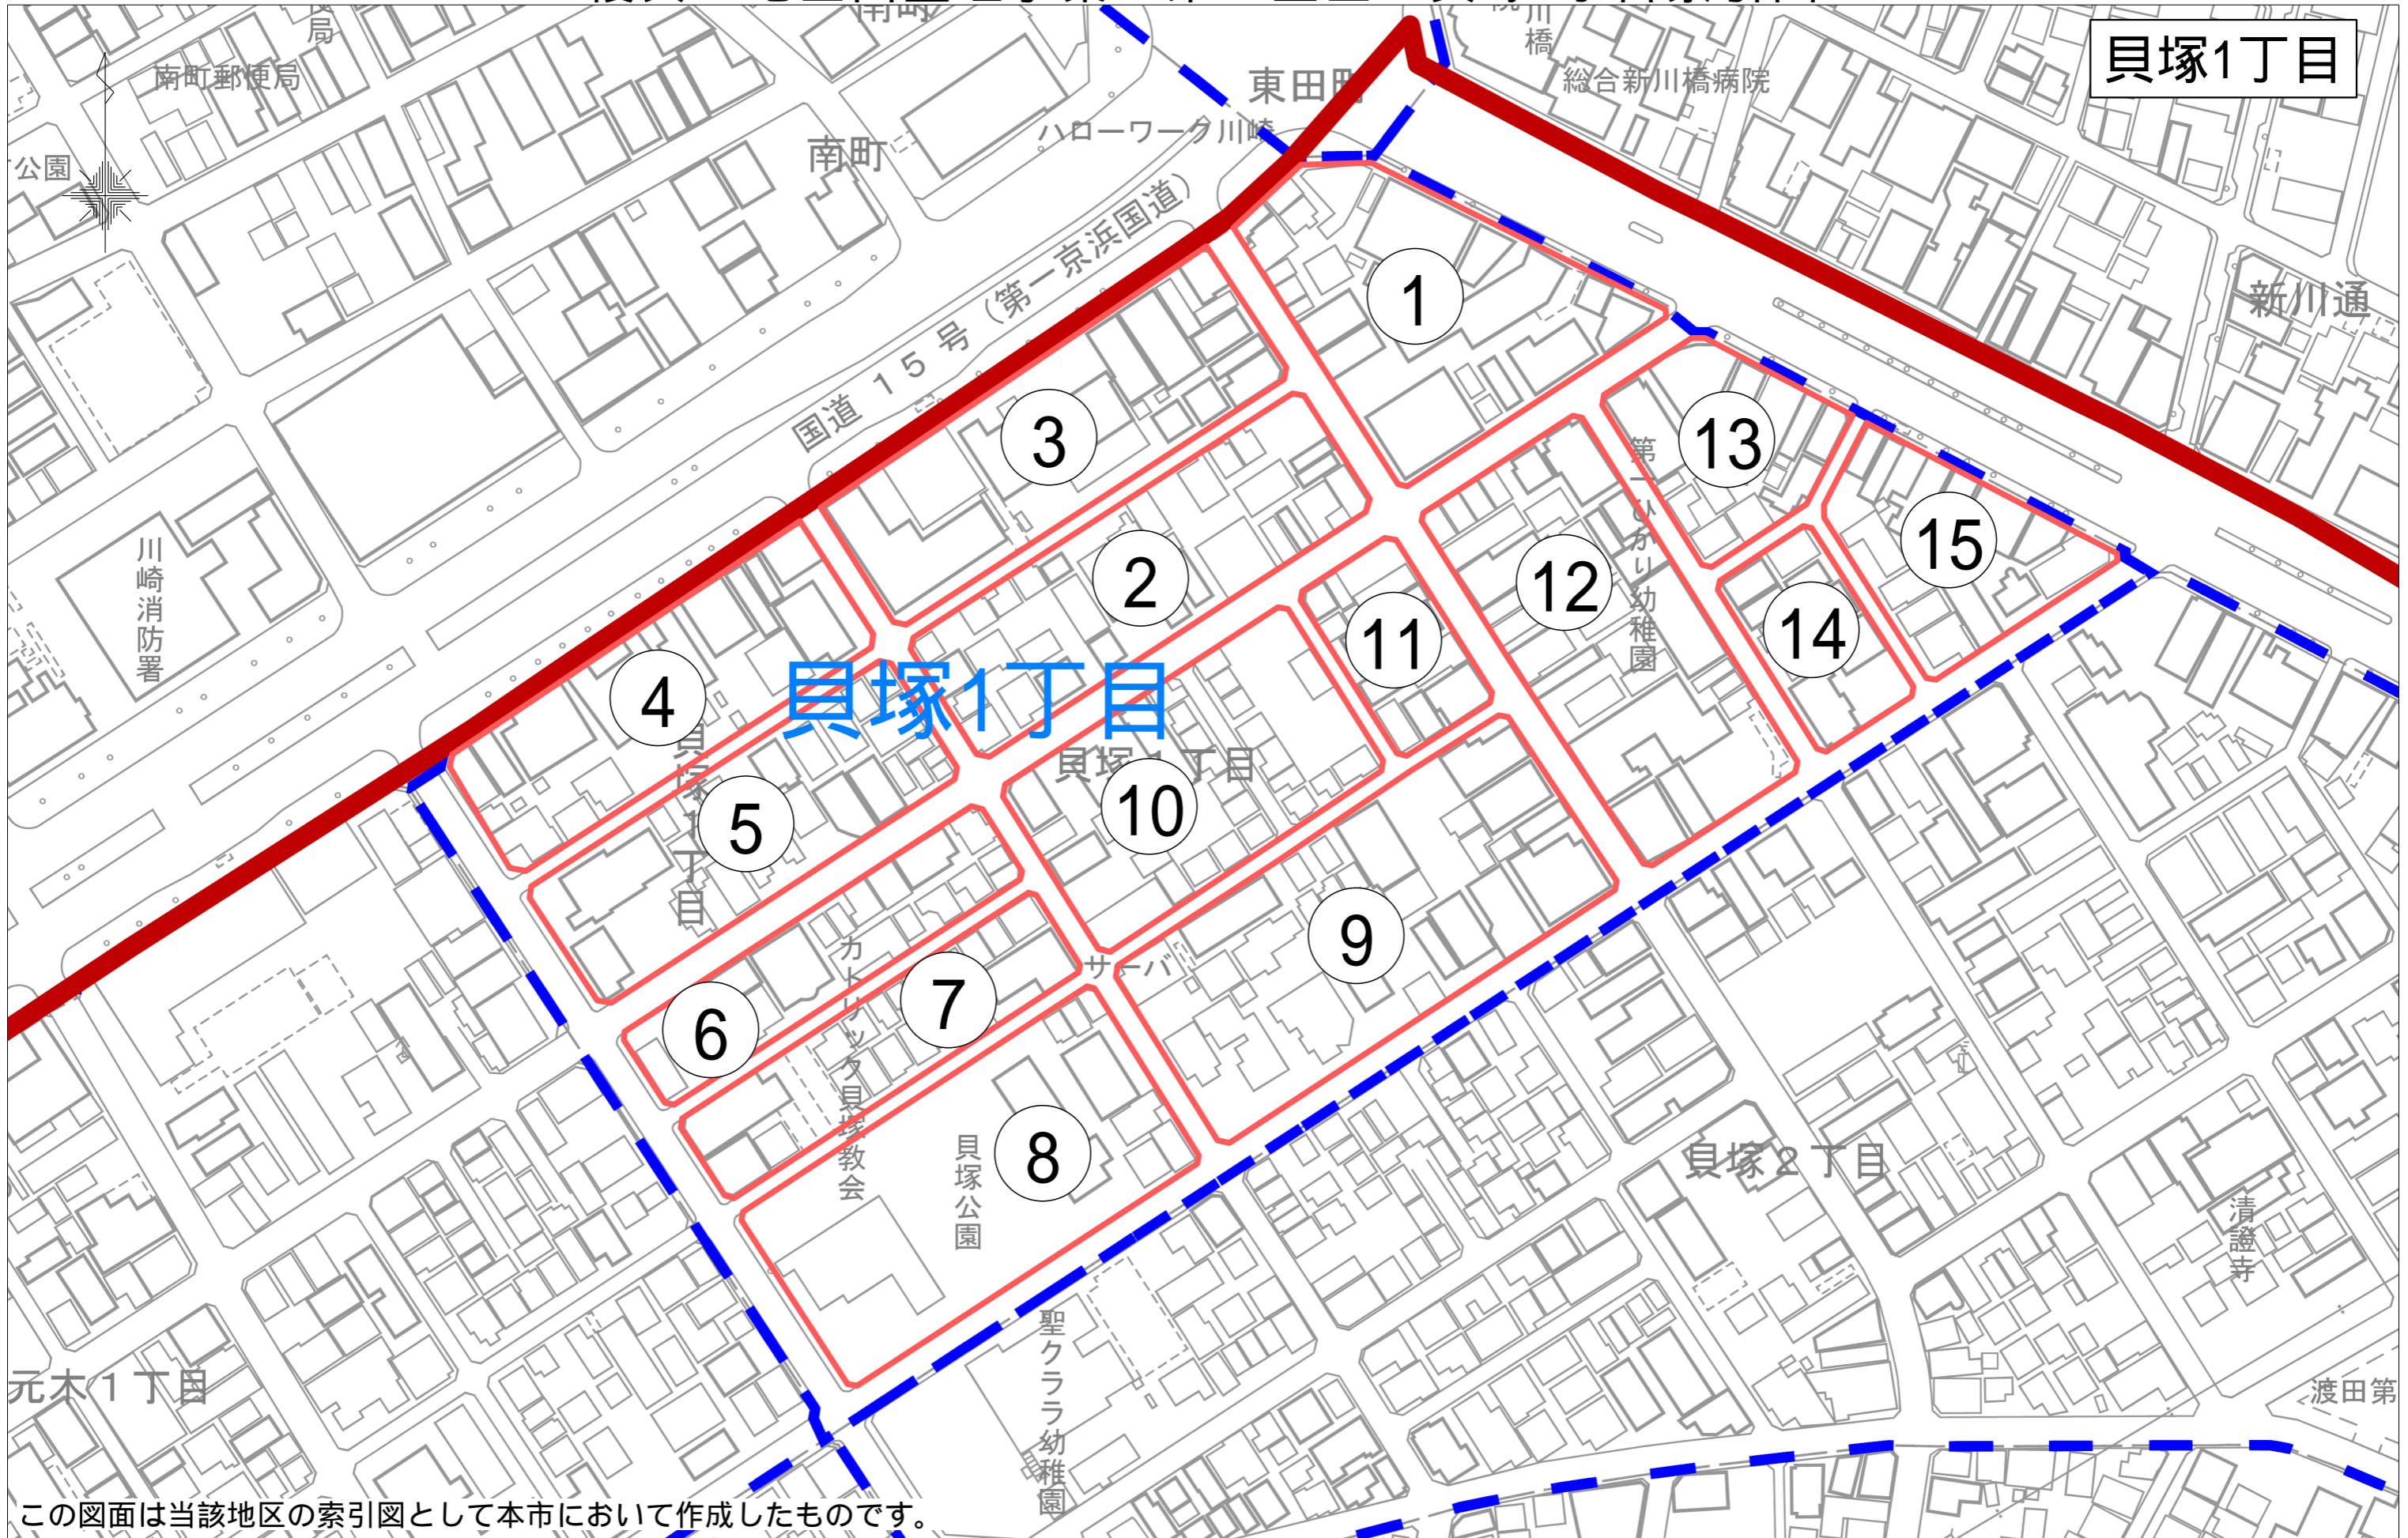 貝塚1丁目
南町郵便局
南町
東田町
ハローワーク川崎
総合新川橋病院
川橋
公園
南町
国道15号(第一京浜国道)
新川通
川崎消防署
1
2
3
4
5
6
7
8
9
10
11
12
13
14
15
第一ひかり幼稚園
貝塚1丁目
貝塚1丁目
貝塚1丁目
カトリック貝塚教会
サーバ
貝塚公園
貝塚2丁目
清證寺
聖クララ幼稚園
元木1丁目
渡田第
この図面は当該地区の索引図として本市において作成したものです。